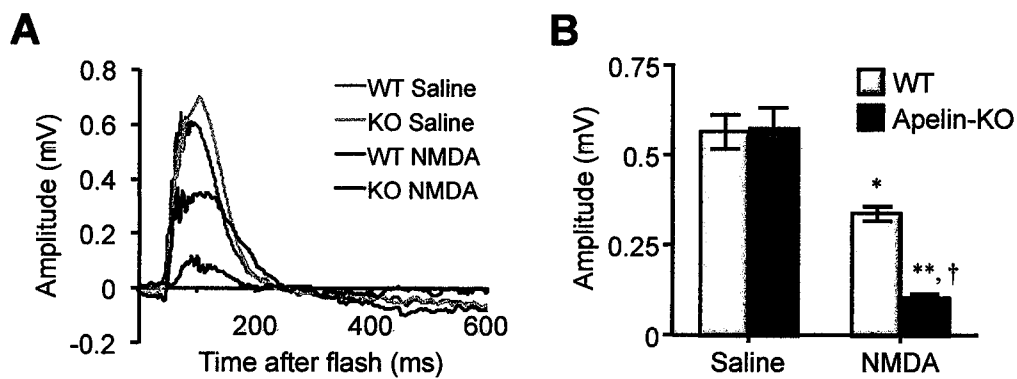 A
Amplitude (mV)
0.8
0.6
0.4
0.2
0
-0.2
200
400
600
Time after flash (ms)
WT Saline
KO Saline
WT NMDA
KO NMDA
B
Amplitude (mV)
0.75
0.5
0.25
0
WT
Apelin-KO
*
**, †
Saline
NMDA